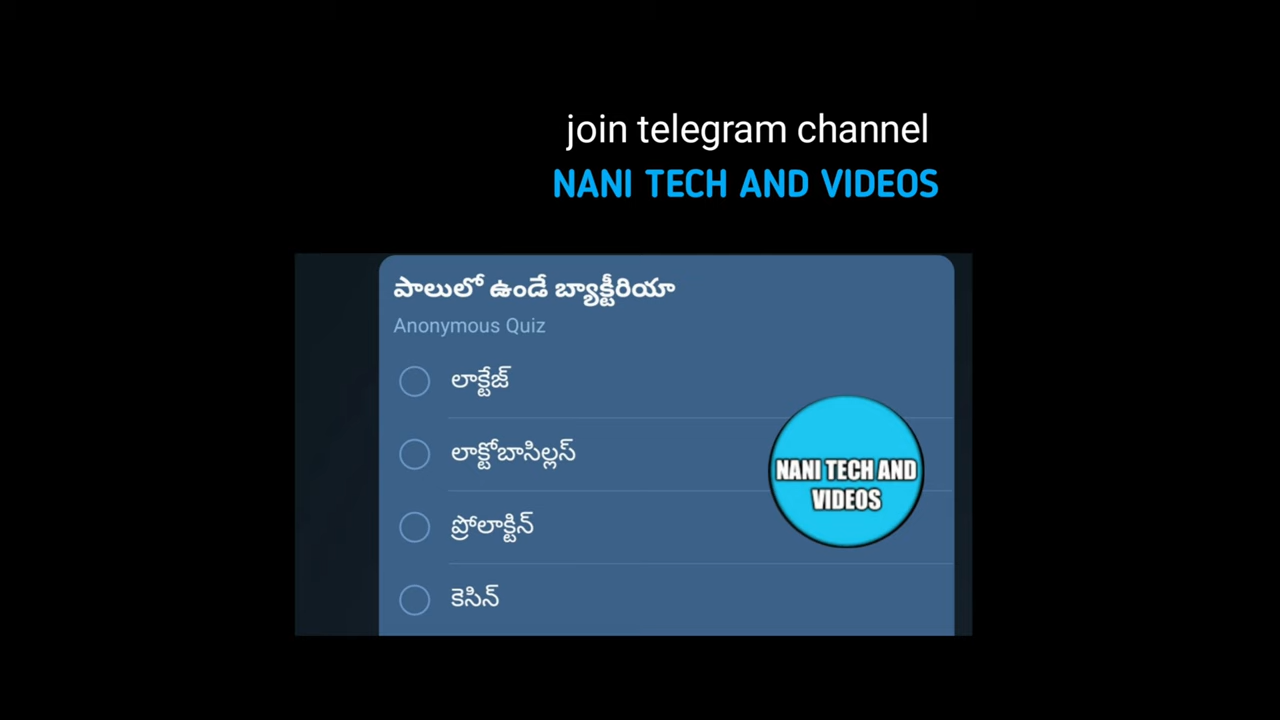 join telegram channel
NANI TECH AND VIDEOS
పాలులో ఉండే బ్యాక్టీరియా
Anonymous Quiz
లాక్టేజ్
లాక్టోబాసిల్లస్
NANI TECH AND
VIDEOS
ప్రోలాక్టిన్
కెసిన్